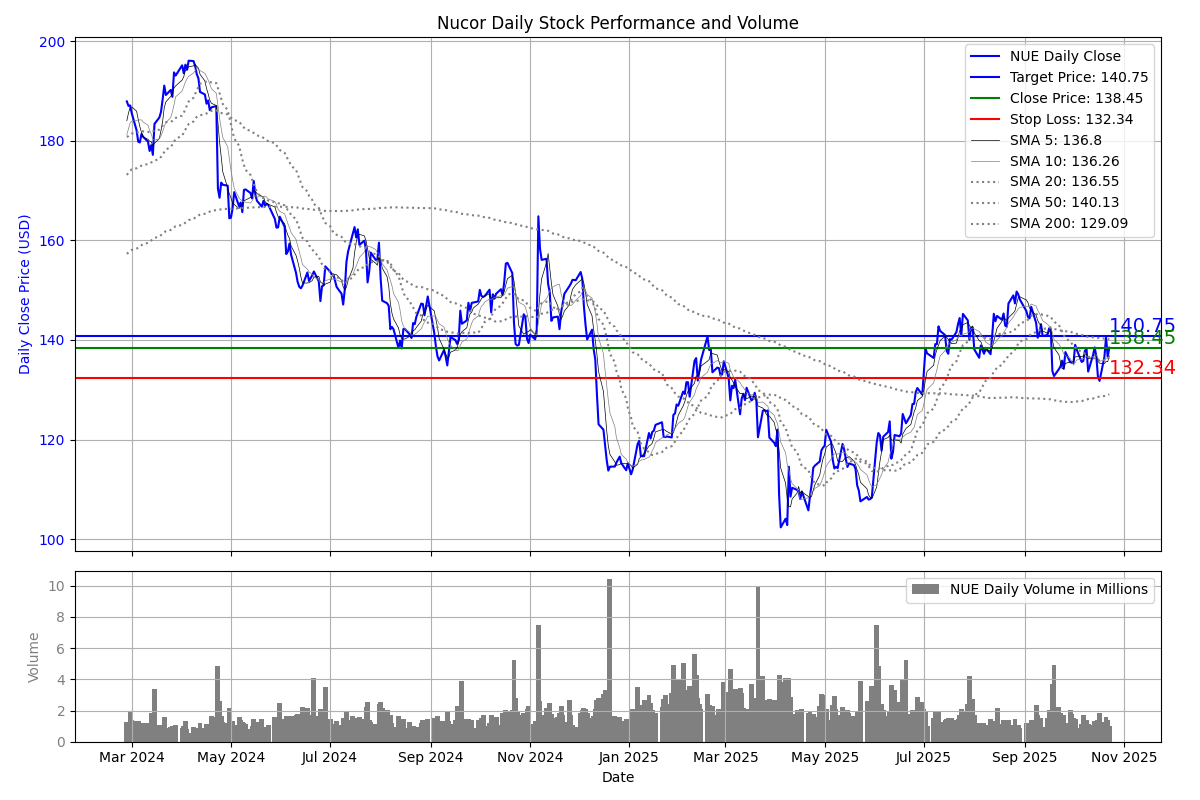 Nucor Daily Stock Performance and Volume
Daily Close Price (USD)
200
180
160
140
120
100
NUE Daily Close
Target Price: 140.75
Close Price: 138.45
Stop Loss: 132.34
SMA 5: 136.8
SMA 10: 136.26
SMA 20: 136.55
SMA 50: 140.13
SMA 200: 129.09
140.75
138.45
132.34
Volume
10
8
6
4
2
0
NUE Daily Volume in Millions
Mar 2024 May 2024 Jul 2024 Sep 2024 Nov 2024 Jan 2025 Mar 2025 May 2025 Jul 2025 Sep 2025 Nov 2025
Date